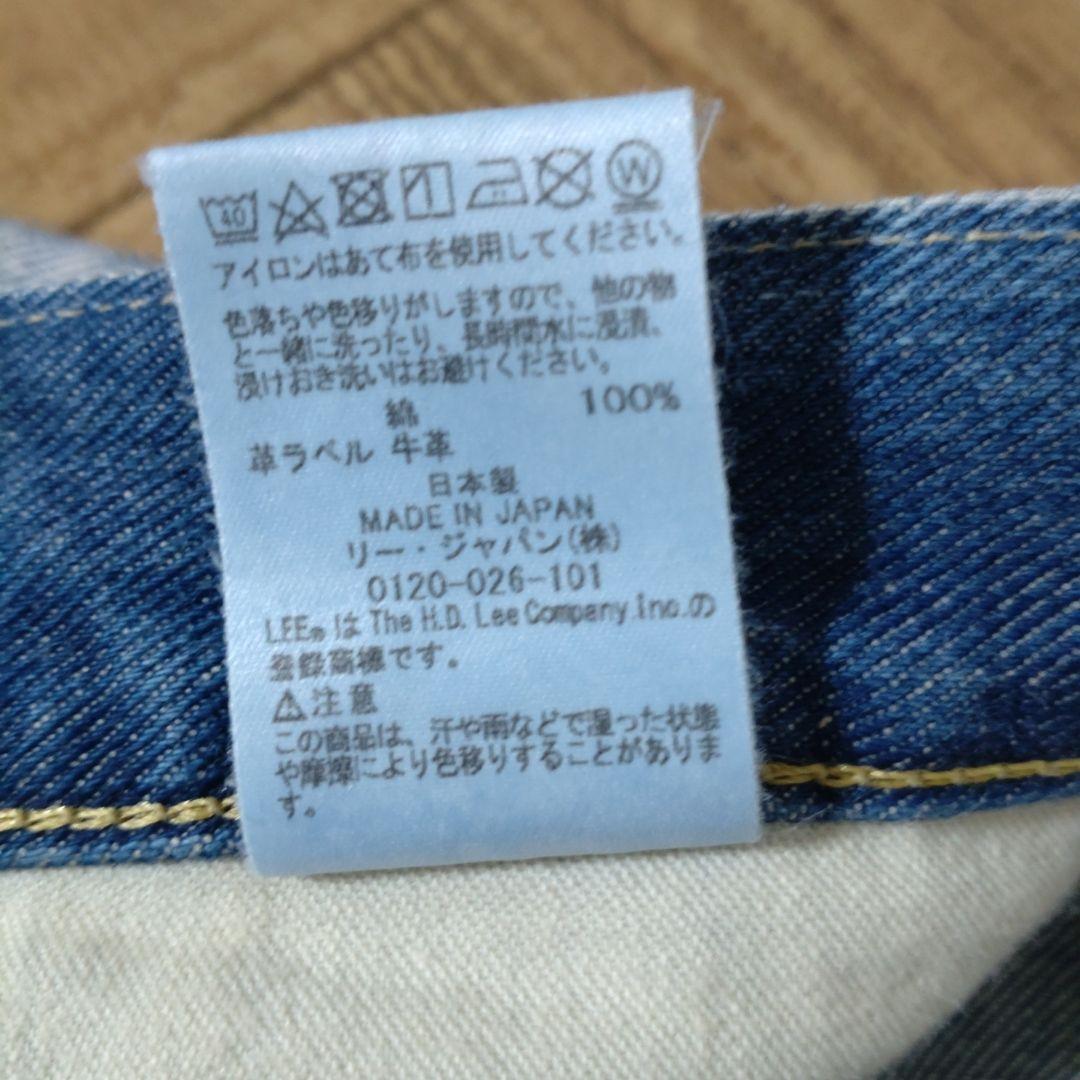 40 W
アイロンはあて布を使用してください。
色落ちや色移りがしますので、他の物
と一緒に洗ったり、長時間水に浸漬、
浸けおき洗いはお避けください。
綿 100%
革ラベル 牛革
日本製
MADE IN JAPAN
リー・ジャパン(株)
0120-026-101
LEE®は The H.D. Lee Company.Inc.の
登録商標です。
⚠注意
この商品は、汗や雨などで湿った状態
や摩擦により色移りすることがありま
す。